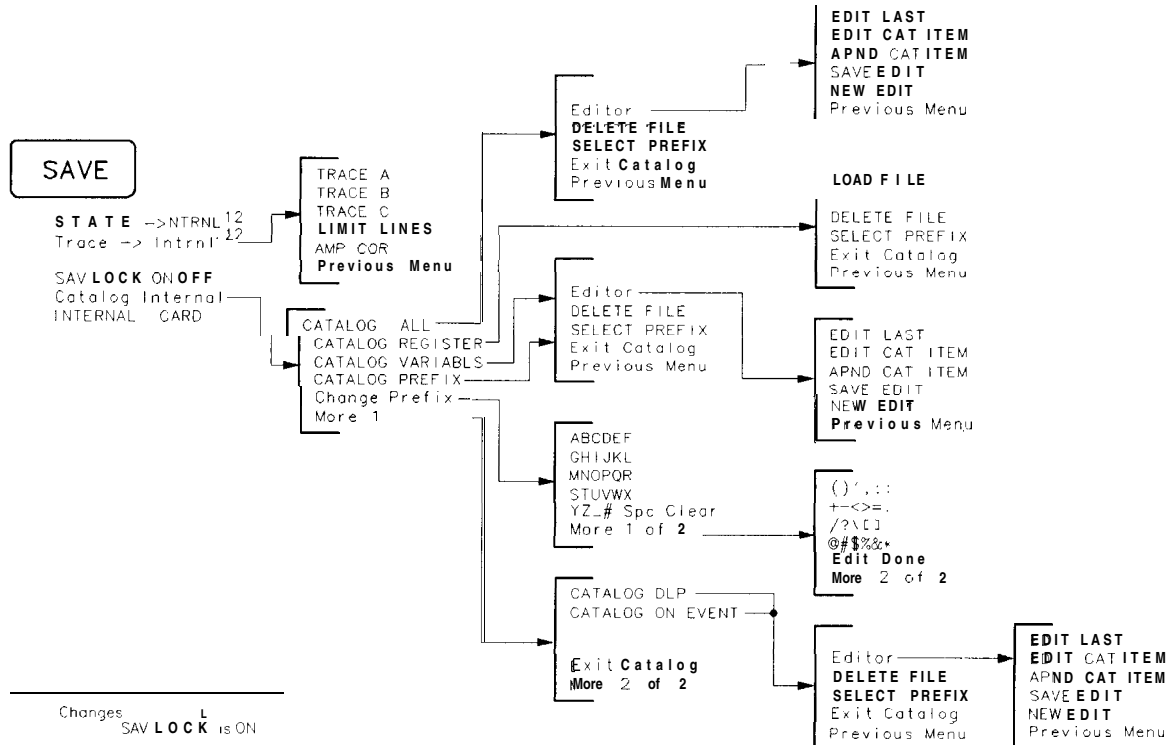 SAVE
STATE ->NTRNL 12
Trace -> Intrnl 12
SAV LOCK ON OFF
Catalog Internal
INTERNAL CARD
TRACE A
TRACE B
TRACE C
LIMIT LINES
AMP COR
Previous Menu
CATALOG ALL
CATALOG REGISTER
CATALOG VARIABLS
CATALOG PREFIX
Change Prefix
More 1
Editor
DELETE FILE
SELECT PREFIX
Exit Catalog
Previous Menu
EDIT LAST
EDIT CAT ITEM
APND CAT ITEM
SAVE EDIT
NEW EDIT
Previous Menu
LOAD FILE
DELETE FILE
SELECT PREFIX
Exit Catalog
Previous Menu
Editor
DELETE FILE
SELECT PREFIX
Exit Catalog
Previous Menu
EDIT LAST
EDIT CAT ITEM
APND CAT ITEM
SAVE EDIT
NEW EDIT
Previous Menu
ABCDEF
GHIJKL
MNOPQR
STUVWX
YZ_# Spc Clear
More 1 of 2
()',::
+-<>=.
/?\[]
@#$%&*
Edit Done
More 2 of 2
CATALOG DLP
CATALOG ON EVENT
Exit Catalog
More 2 of 2
Editor
DELETE FILE
SELECT PREFIX
Exit Catalog
Previous Menu
EDIT LAST
EDIT CAT ITEM
APND CAT ITEM
SAVE EDIT
NEW EDIT
Previous Menu
Changes L
SAV LOCK is ON